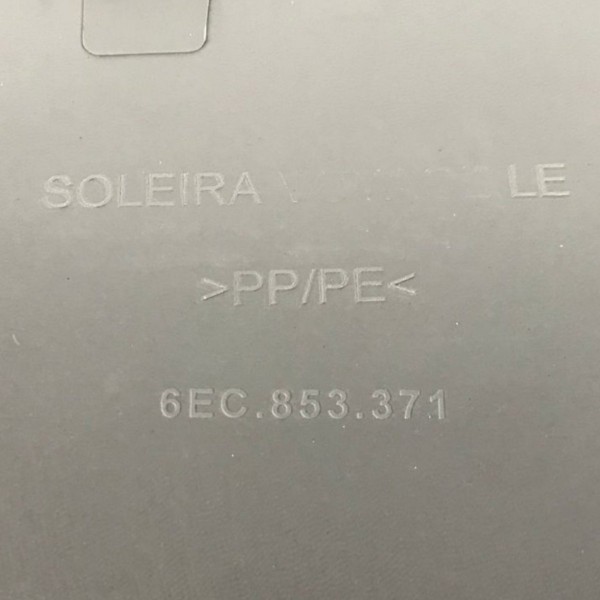 SOLEIRA LE
>PP/PE<
6EC.853.371